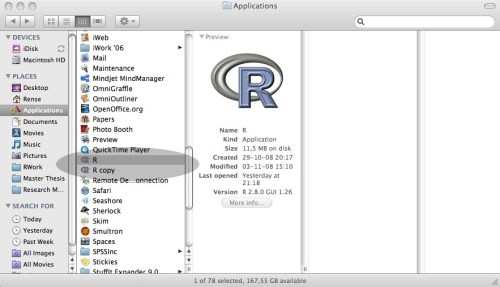 Applications
DEVICES
iDisk
Macintosh HD
PLACES
Desktop
Rense
Applications
Documents
Movies
Music
Pictures
RWork
Master Thesis
Research M...
SEARCH FOR
Today
Yesterday
Past Week
All Images
All Movies
iWeb
iWork '06
Mail
Maintenance
Mindjet MindManager
OmniGraffle
OmniOutliner
OpenOffice.org
Papers
Photo Booth
Preview
QuickTime Player
R
R copy
Remote De...onnection
Safari
Seashore
Sherlock
Skim
Smultron
Spaces
SPSSInc
Stickies
StuffIt Expander 9.0
Preview:
R
Name R
Kind Application
Size 11,5 MB on disk
Created 29-10-08 20:17
Modified 03-11-08 15:10
Last opened Yesterday at
21:18
Version R 2.8.0 GUI 1.26
More info...
1 of 78 selected, 167,55 GB available